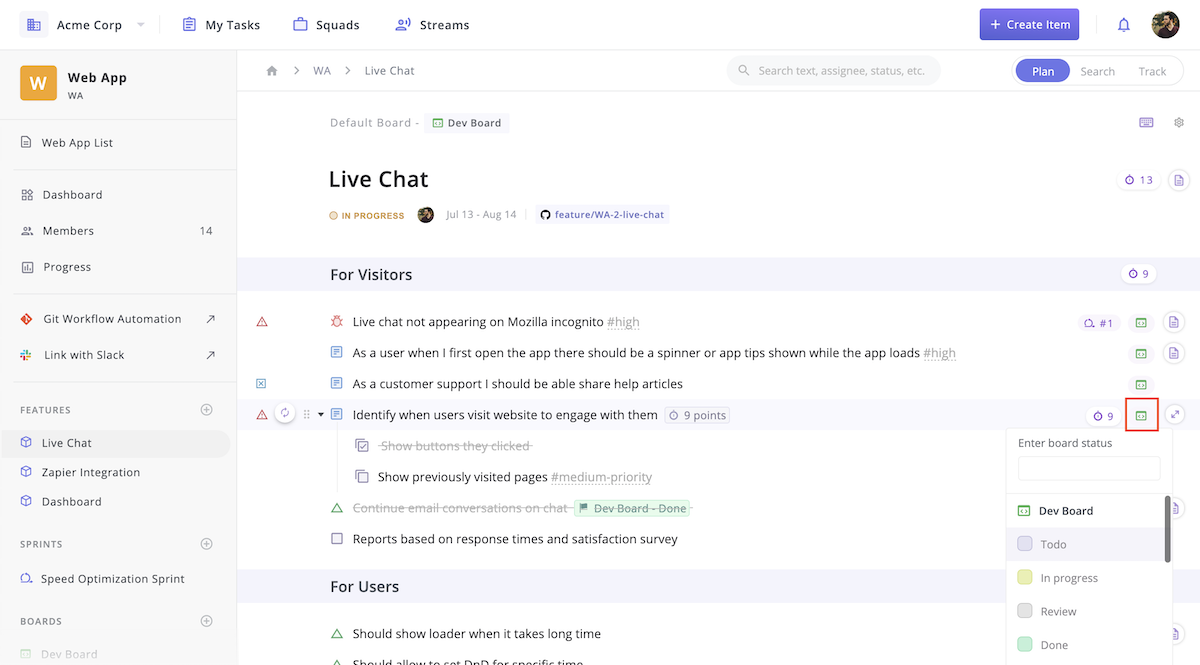 Acme Corp
My Tasks
Squads
Streams
+ Create Item
W
Web App
WA
WA
Live Chat
Search text, assignee, status, etc.
Plan
Search
Track
Web App List
Dashboard
Members 14
Progress
Git Workflow Automation
Link with Slack
FEATURES
Live Chat
Zapier Integration
Dashboard
SPRINTS
Speed Optimization Sprint
BOARDS
Dev Board
Default Board - Dev Board
Live Chat
13
IN PROGRESS Jul 13 - Aug 14 feature/WA-2-live-chat
For Visitors 9
Live chat not appearing on Mozilla incognito #high #1
As a user when I first open the app there should be a spinner or app tips shown while the app loads #high
As a customer support I should be able share help articles
Identify when users visit website to engage with them 9 points 9
Show buttons they clicked
Show previously visited pages #medium-priority
Continue email conversations on chat Dev Board - Done
Reports based on response times and satisfaction survey
For Users
Should show loader when it takes long time
Should allow to set DnD for specific time
Enter board status
Dev Board
Todo
In progress
Review
Done